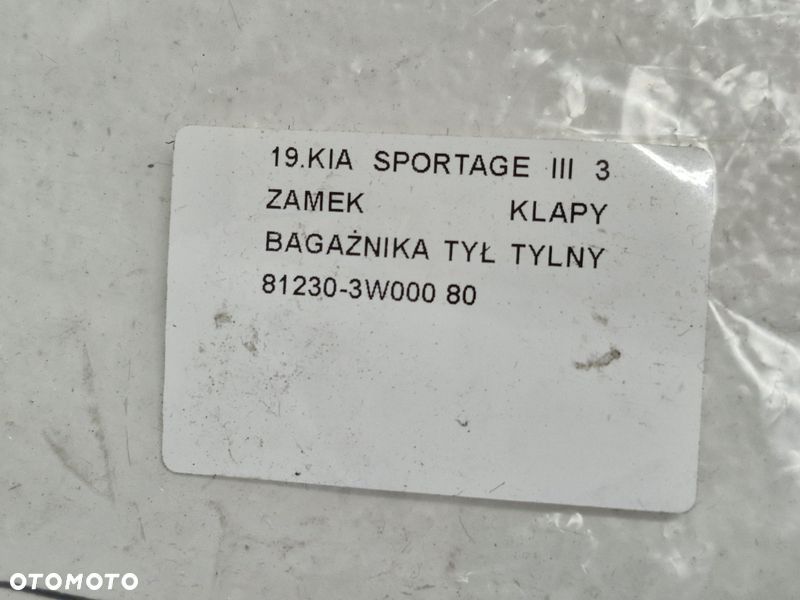 19.KIA SPORTAGE III 3
ZAMEK KLAPY
BAGAŻNIKA TYŁ TYLNY
81230-3W000 80
OTOMOTO